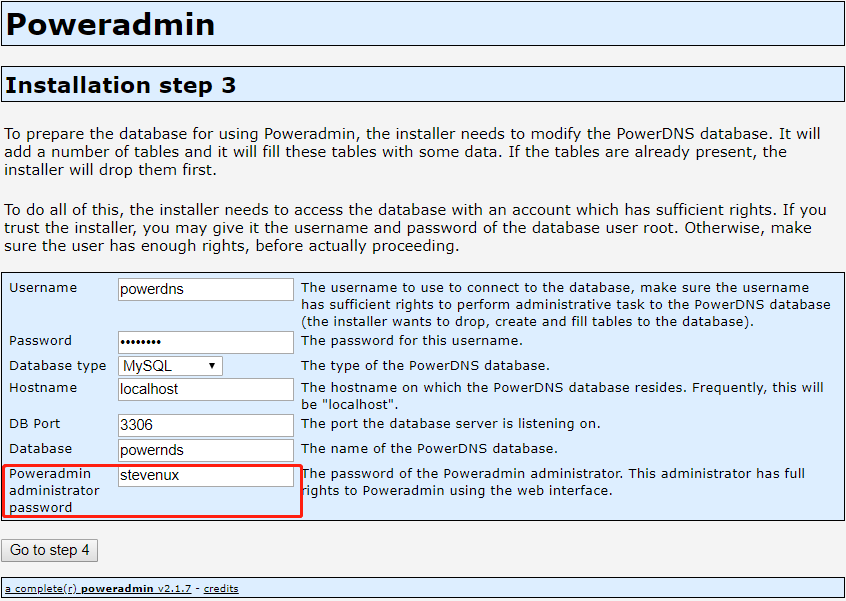 Poweradmin
Installation step 3
To prepare the database for using Poweradmin, the installer needs to modify the PowerDNS database. It will
add a number of tables and it will fill these tables with some data. If the tables are already present, the
installer will drop them first.
To do all of this, the installer needs to access the database with an account which has sufficient rights. If you
trust the installer, you may give it the username and password of the database user root. Otherwise, make
sure the user has enough rights, before actually proceeding.
Username powerdns The username to use to connect to the database, make sure the username
has sufficient rights to perform administrative task to the PowerDNS database
(the installer wants to drop, create and fill tables to the database).
Password •••••••• The password for this username.
Database type MySQL ▼ The type of the PowerDNS database.
Hostname localhost The hostname on which the PowerDNS database resides. Frequently, this will
be "localhost".
DB Port 3306 The port the database server is listening on.
Database powernds The name of the PowerDNS database.
Poweradmin stevenux The password of the Poweradmin administrator. This administrator has full
administrator rights to Poweradmin using the web interface.
password
Go to step 4
a complete(r) poweradmin v2.1.7 - credits